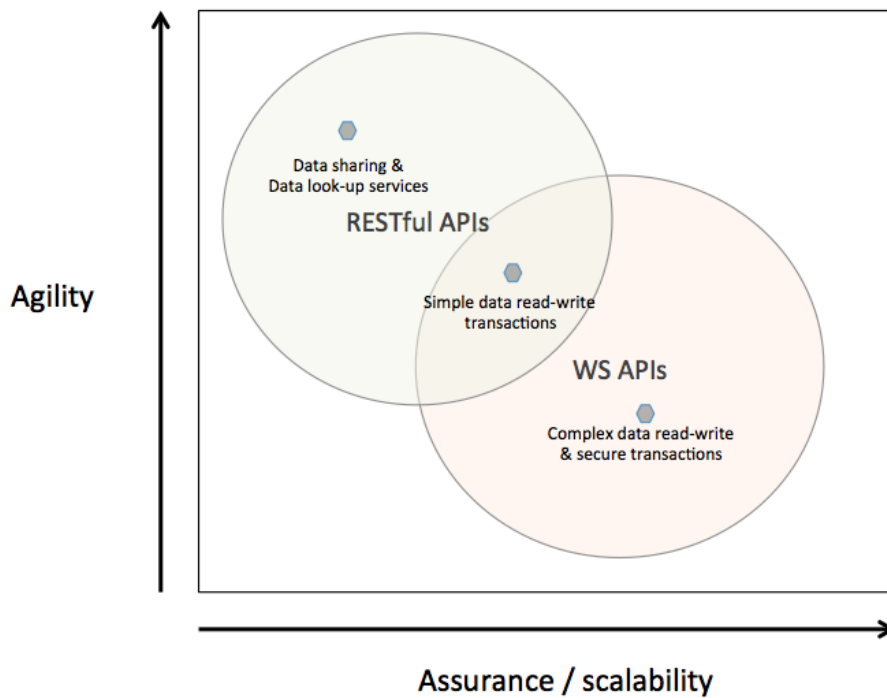 Data sharing &
Data look-up services
RESTful APIs
Agility
Simple data read-write
transactions
WS APIs
Complex data read-write
& secure transactions
Assurance / scalability